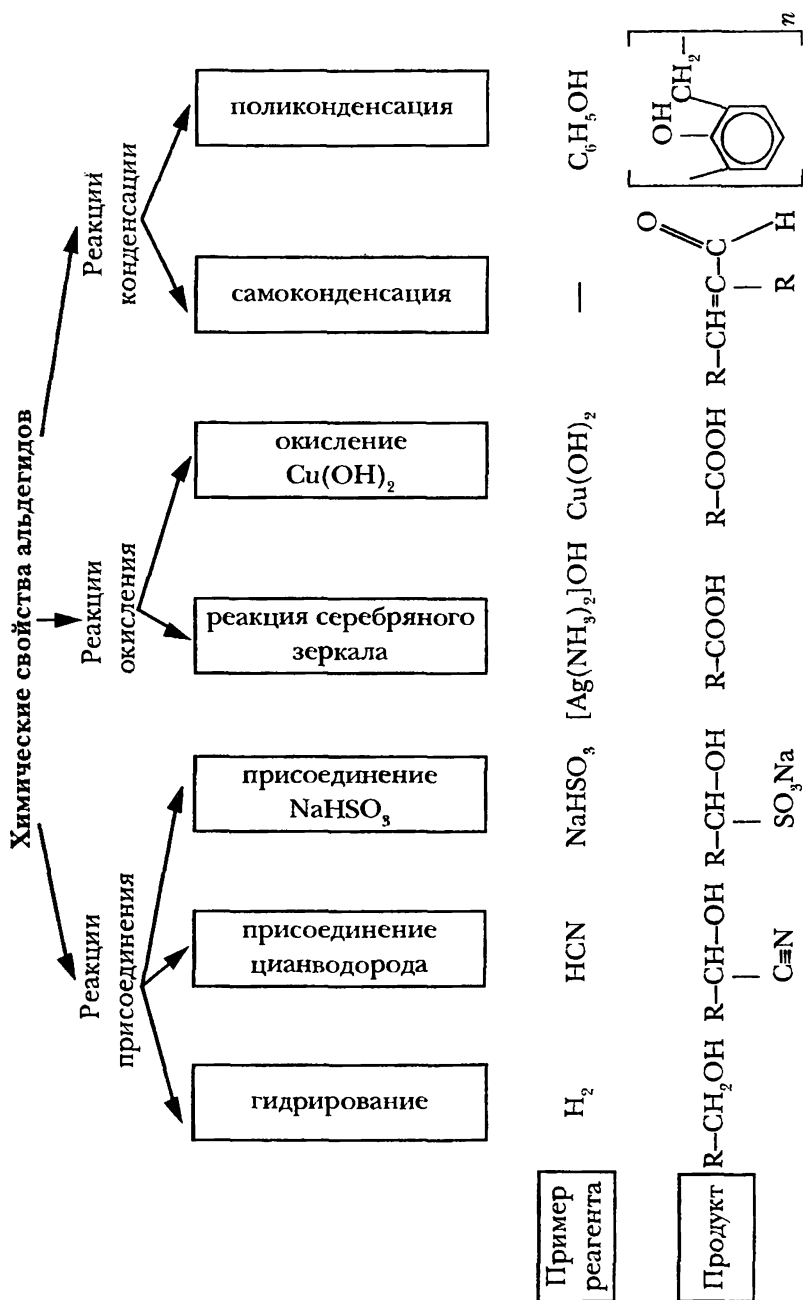 Химические свойства альдегидов
Реакции
присоединения
Реакции
окисления
Реакции
конденсации
гидрирование
присоединение
цианводорода
присоединение
NaHSO₃
реакция серебряного
зеркала
окисление
Cu(OH)₂
самоконденсация
поликонденсация
Пример
реагента
H₂
HCN
NaHSO₃
[Ag(NH₃)₂]OH
Cu(OH)₂
—
C₆H₅OH
Продукт
R–CH₂OH
R–CH–OH
C≡N
R–CH–OH
SO₃Na
R–COOH
R–COOH
O
R–CH=C–C
R
H
OH
CH₂–
n